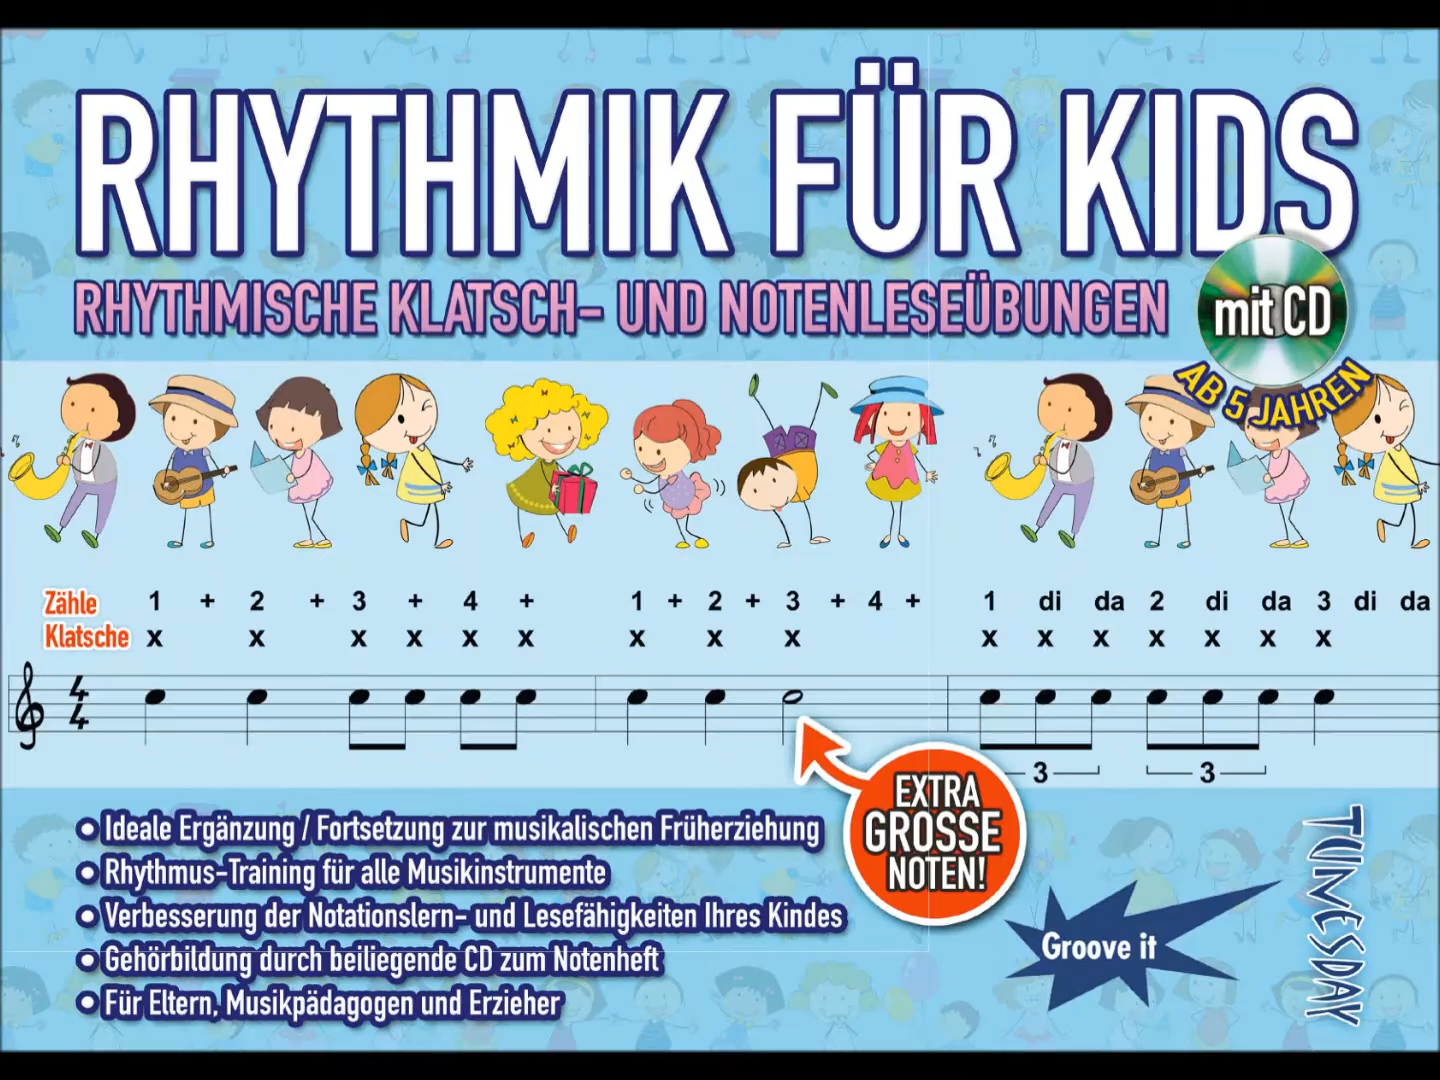 RHYTHMIK FÜR KIDS
RHYTHMISCHE KLATSCH- UND NOTENLESEÜBUNGEN
mit CD
AB 5 JAHREN
Zähle 1 + 2 + 3 + 4 + 1 + 2 + 3 + 4 + 1 di da 2 di da 3 di da
Klatsche x x x x x x x x x x x x x x x x
4
4
3 3
EXTRA
GROSSE
NOTEN!
• Ideale Ergänzung / Fortsetzung zur musikalischen Früherziehung
• Rhythmus-Training für alle Musikinstrumente
• Verbesserung der Notationslern- und Lesefähigkeiten Ihres Kindes
• Gehörbildung durch beiliegende CD zum Notenheft
• Für Eltern, Musikpädagogen und Erzieher
Groove it
TUNESDAY